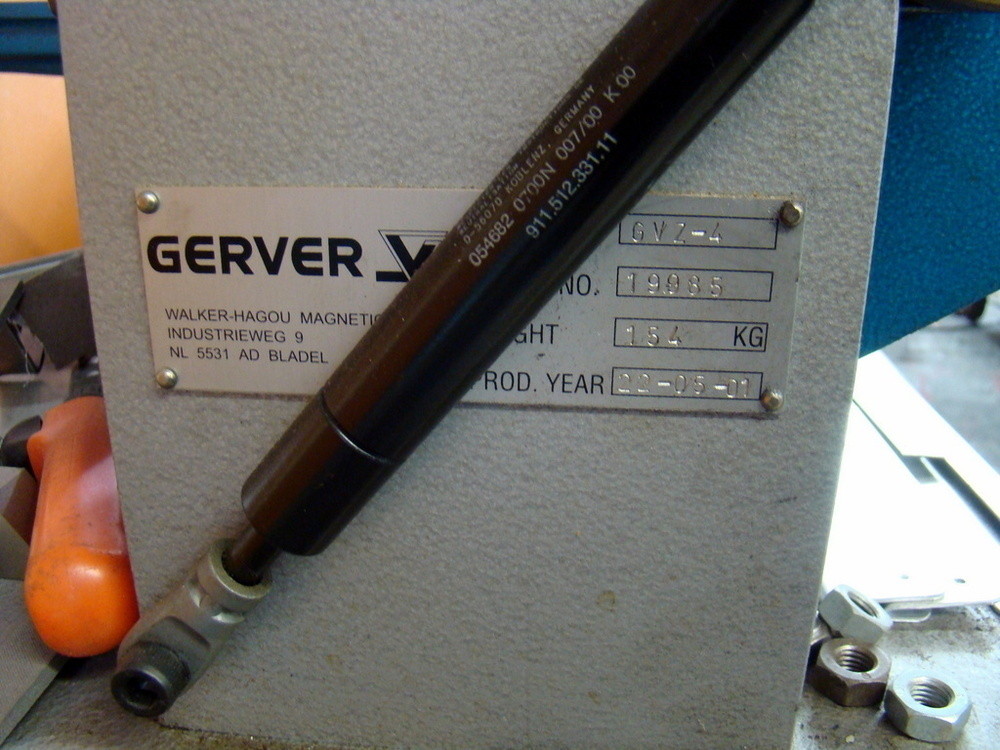 GERVER
WALKER-HAGOU MAGNETIC
INDUSTRIEWEG 9
NL 5531 AD BLADEL
GVZ-4
NO. 19985
GHT 154 KG
PROD. YEAR 22-05-01
D-56070 KOBLENZ, GERMANY
054682 0700N 007/00 K 00
911.512.331.11